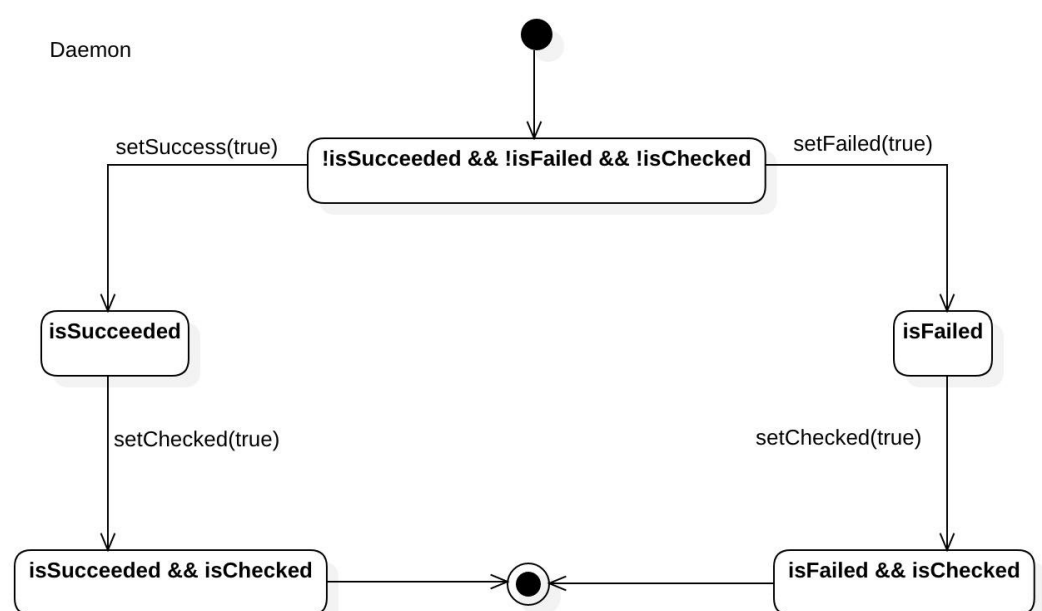 Daemon
setSuccess(true)
!isSucceeded && !isFailed && !isChecked
setFailed(true)
isSucceeded
isFailed
setChecked(true)
setChecked(true)
isSucceeded && isChecked
isFailed && isChecked